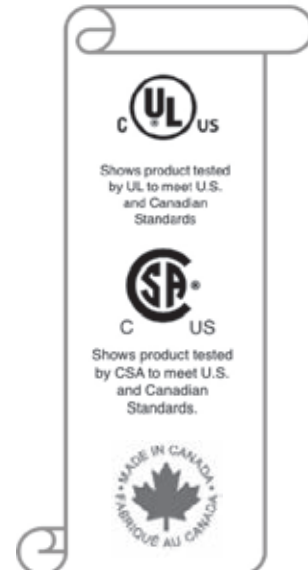 C UL® US
Shows product tested
by UL to meet U.S.
and Canadian
Standards
CSA®
C US
Shows product tested
by CSA to meet U.S.
and Canadian
Standards.
• MADE IN CANADA •
FABRIQUÉ AU CANADA